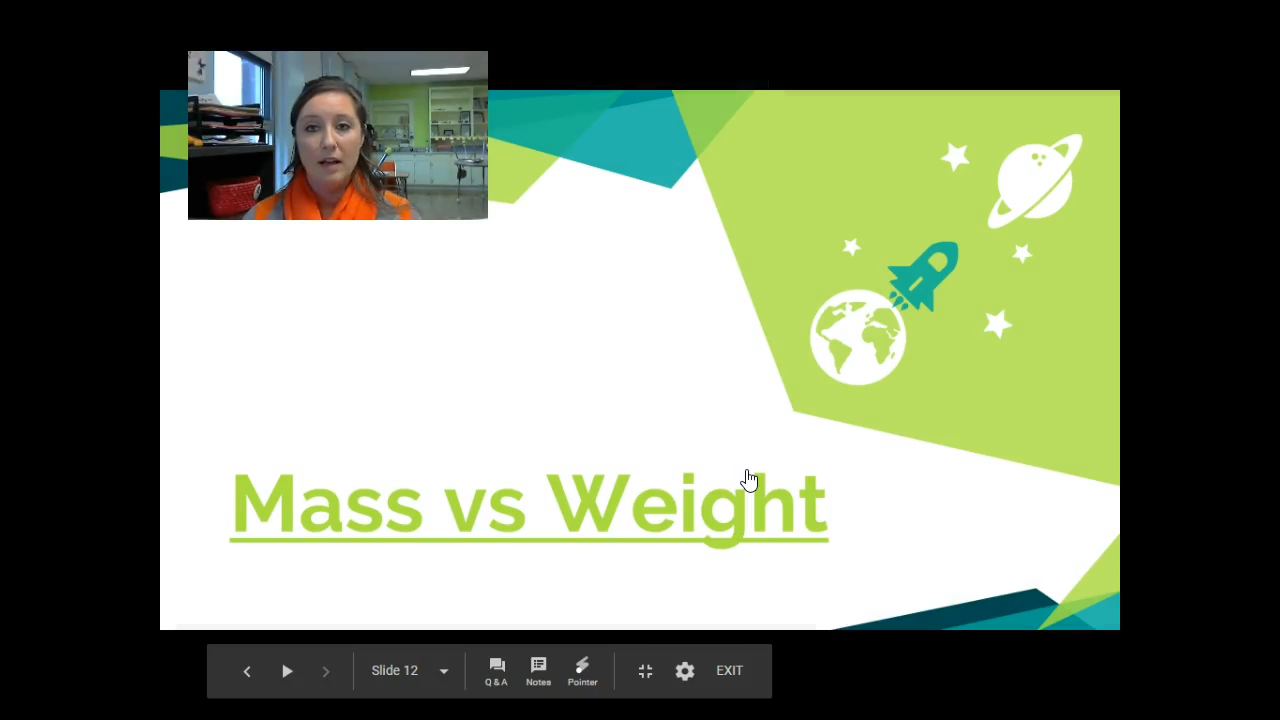 Mass vs Weight
Slide 12
Q & A
Notes
Pointer
EXIT